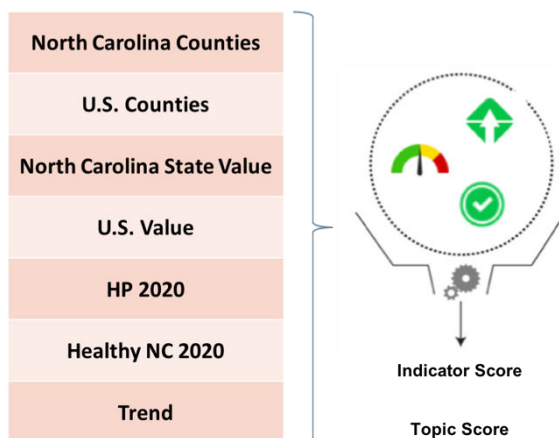 North Carolina Counties
U.S. Counties
North Carolina State Value
U.S. Value
HP 2020
Healthy NC 2020
Trend
Indicator Score
Topic Score